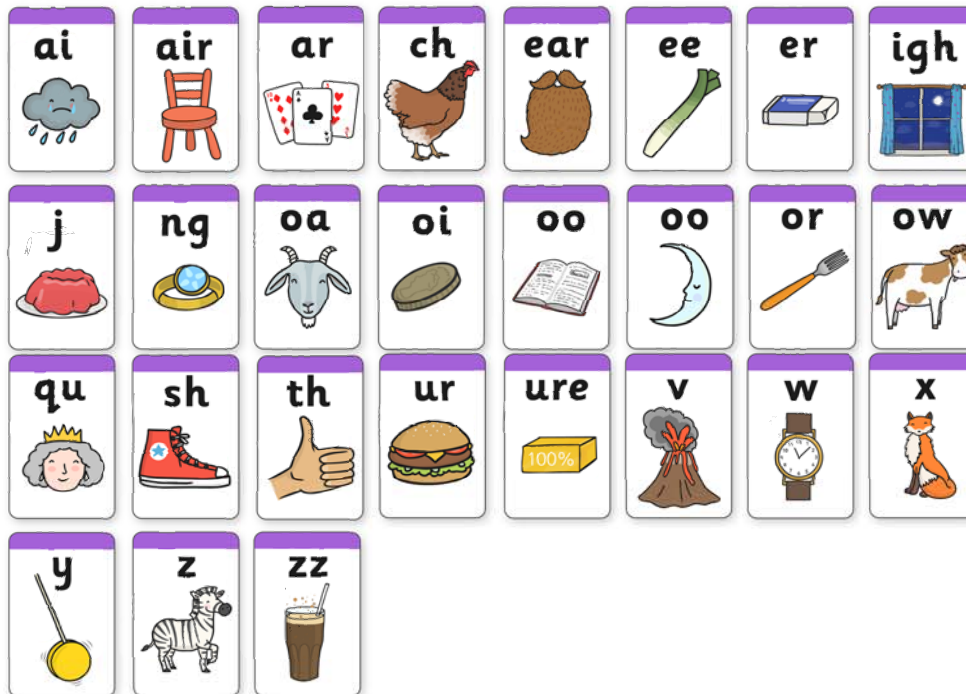 ai air ar ch ear ee er igh
j ng oa oi oo oo or ow
qu sh th ur ure v w x
100%
y z zz